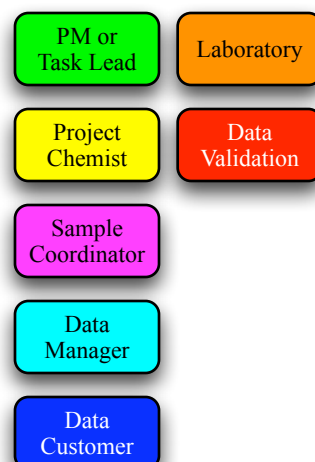 PM or
Task Lead
Laboratory
Project
Chemist
Data
Validation
Sample
Coordinator
Data
Manager
Data
Customer